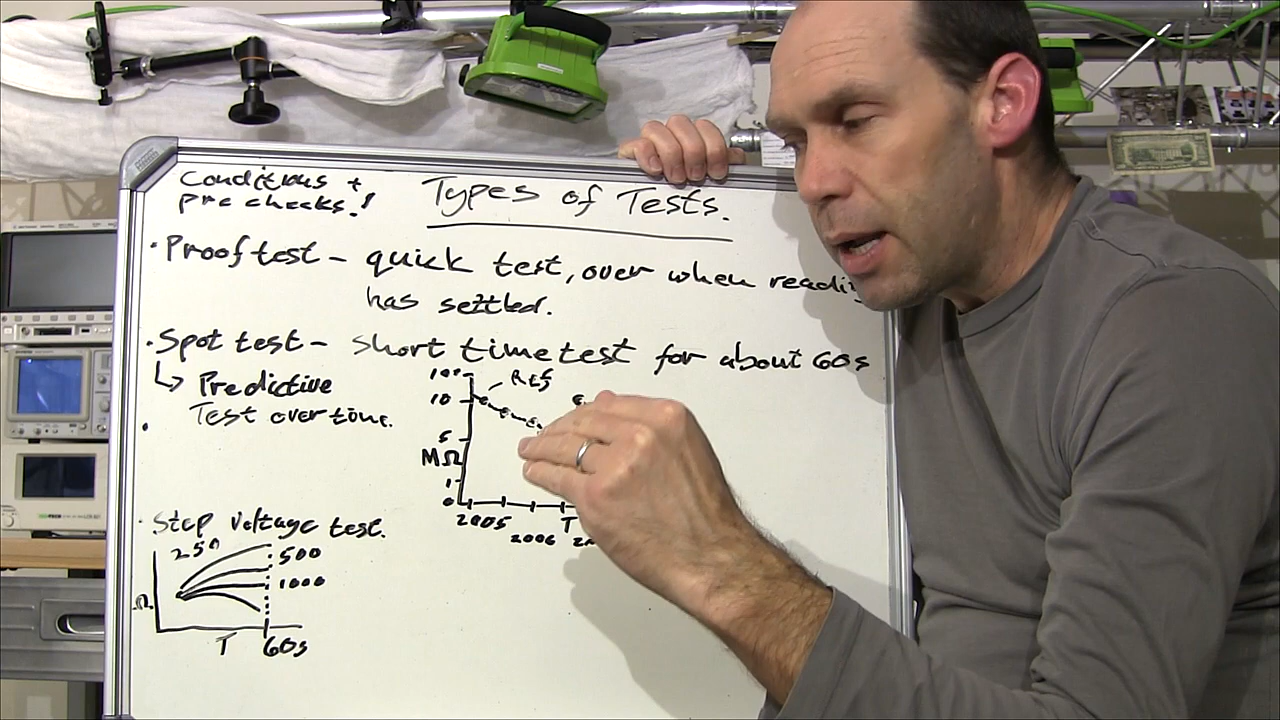 Conditions +
pre checks!
Types of Tests.
· Proof test - quick test, over when readi
has settled.
· Spot test - short time test for about 60s
↳ Predictive
Test over time.
100
10
5
MΩ
1
0
2005
2006
T
· Step voltage test.
250
500
1000
Ω
T
60s